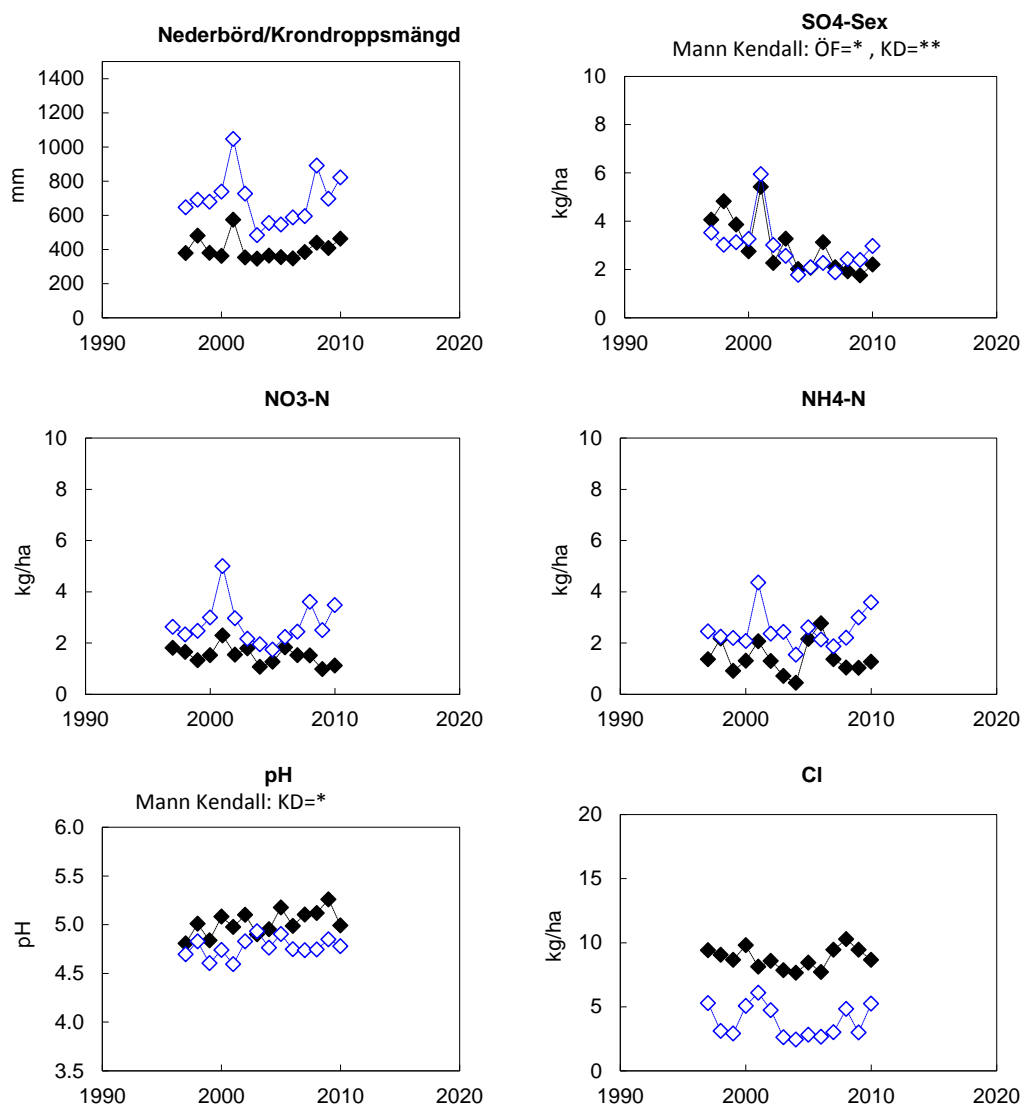 Nederbörd/Krondroppsmängd
1400
1200
1000
800
600
400
200
0
mm
1990 2000 2010 2020
SO4-Sex
Mann Kendall: ÖF=* , KD=**
10
8
6
4
2
0
kg/ha
1990 2000 2010 2020
NO3-N
10
8
6
4
2
0
kg/ha
1990 2000 2010 2020
NH4-N
10
8
6
4
2
0
kg/ha
1990 2000 2010 2020
pH
Mann Kendall: KD=*
6.0
5.5
5.0
4.5
4.0
3.5
pH
1990 2000 2010 2020
Cl
20
15
10
5
0
kg/ha
1990 2000 2010 2020